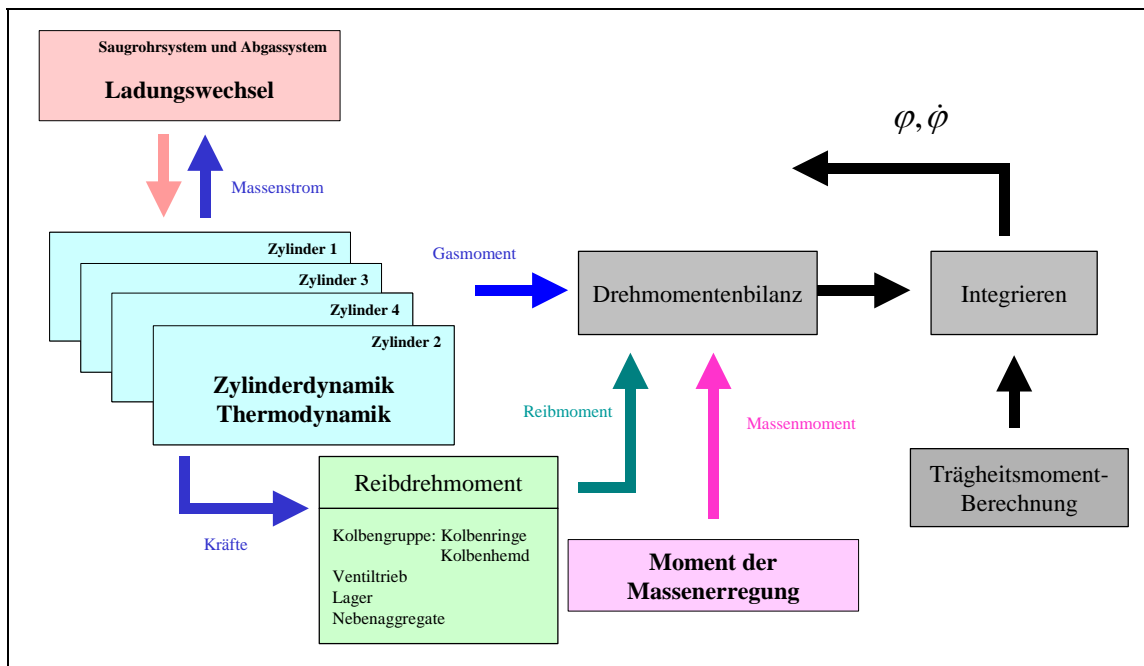 Saugrohrsystem und Abgassystem
Ladungswechsel
φ, φ̇
Massenstrom
Zylinder 1
Zylinder 3
Zylinder 4
Zylinder 2
Zylinderdynamik
Thermodynamik
Gasmoment
Drehmomentenbilanz
Integrieren
Reibmoment
Massenmoment
Trägheitsmoment-
Berechnung
Kräfte
Reibdrehmoment
Kolbengruppe: Kolbenringe
Kolbenhemd
Ventiltrieb
Lager
Nebenaggregate
Moment der
Massenerregung